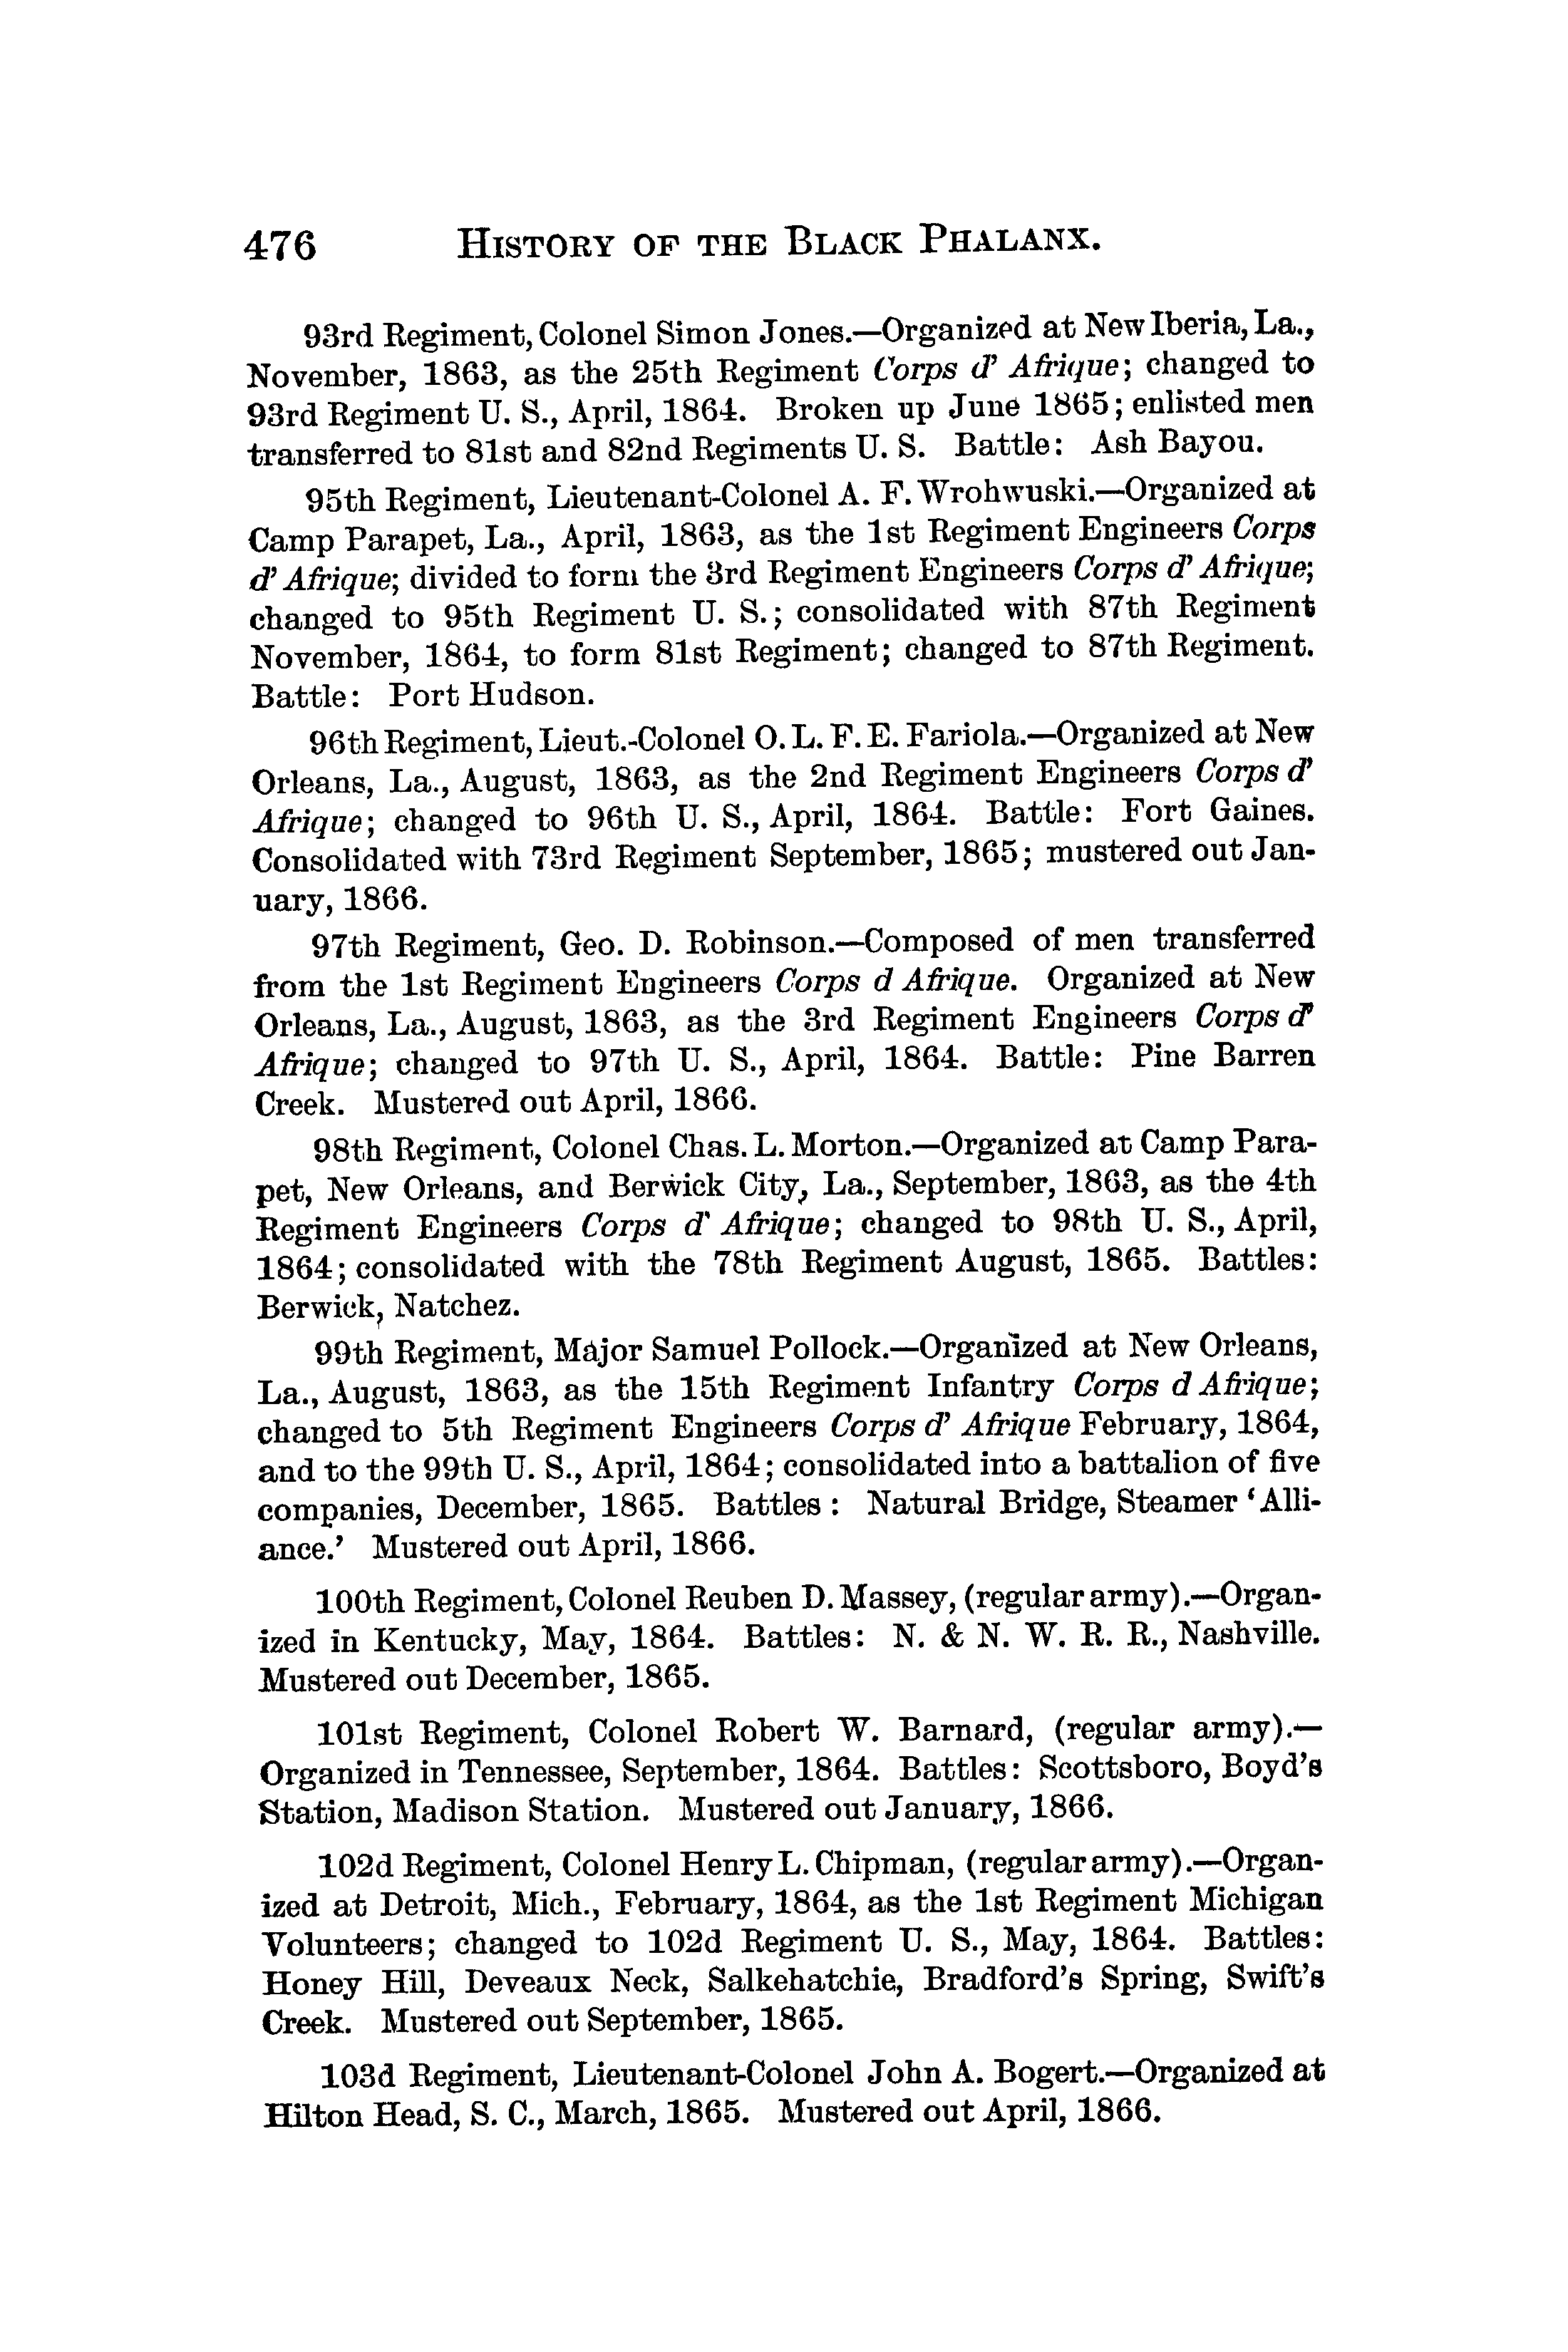 476 HISTORY OF THE BLACK PHALANX.
93rd Regiment, Colonel Simon Jones.—Organized at New Iberia, La.,
November, 1863, as the 25th Regiment Corps d' Afrique; changed to
93rd Regiment U. S., April, 1864. Broken up June 1865; enlisted men
transferred to 81st and 82nd Regiments U. S. Battle: Ash Bayou.
95th Regiment, Lieutenant-Colonel A. F. Wrohwuski.—Organized at
Camp Parapet, La., April, 1863, as the 1st Regiment Engineers Corps
d' Afrique; divided to form the 3rd Regiment Engineers Corps d' Afrique;
changed to 95th Regiment U. S.; consolidated with 87th Regiment
November, 1864, to form 81st Regiment; changed to 87th Regiment.
Battle: Port Hudson.
96th Regiment, Lieut.-Colonel O. L. F. E. Fariola.—Organized at New
Orleans, La., August, 1863, as the 2nd Regiment Engineers Corps d'
Afrique; changed to 96th U. S., April, 1864. Battle: Fort Gaines.
Consolidated with 73rd Regiment September, 1865; mustered out Jan-
uary, 1866.
97th Regiment, Geo. D. Robinson.—Composed of men transferred
from the 1st Regiment Engineers Corps d Afrique. Organized at New
Orleans, La., August, 1863, as the 3rd Regiment Engineers Corps d'
Afrique; changed to 97th U. S., April, 1864. Battle: Pine Barren
Creek. Mustered out April, 1866.
98th Regiment, Colonel Chas. L. Morton.—Organized at Camp Para-
pet, New Orleans, and Berwick City, La., September, 1863, as the 4th
Regiment Engineers Corps d' Afrique; changed to 98th U. S., April,
1864; consolidated with the 78th Regiment August, 1865. Battles:
Berwick, Natchez.
99th Regiment, Major Samuel Pollock.—Organized at New Orleans,
La., August, 1863, as the 15th Regiment Infantry Corps d Afrique;
changed to 5th Regiment Engineers Corps d' Afrique February, 1864,
and to the 99th U. S., April, 1864; consolidated into a battalion of five
companies, December, 1865. Battles: Natural Bridge, Steamer 'Alli-
ance.' Mustered out April, 1866.
100th Regiment, Colonel Reuben D. Massey, (regular army).—Organ-
ized in Kentucky, May, 1864. Battles: N. & N. W. R. R., Nashville.
Mustered out December, 1865.
101st Regiment, Colonel Robert W. Barnard, (regular army).—
Organized in Tennessee, September, 1864. Battles: Scottsboro, Boyd's
Station, Madison Station. Mustered out January, 1866.
102d Regiment, Colonel Henry L. Chipman, (regular army).—Organ-
ized at Detroit, Mich., February, 1864, as the 1st Regiment Michigan
Volunteers; changed to 102d Regiment U. S., May, 1864. Battles:
Honey Hill, Deveaux Neck, Salkehatchie, Bradford's Spring, Swift's
Creek. Mustered out September, 1865.
103d Regiment, Lieutenant-Colonel John A. Bogert.—Organized at
Hilton Head, S. C., March, 1865. Mustered out April, 1866.